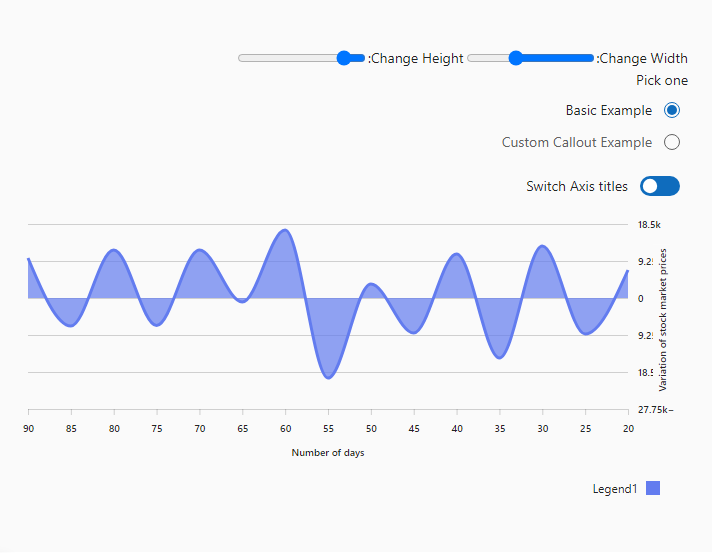 :Change Height :Change Width
Pick one
Basic Example
Custom Callout Example
Switch Axis titles
18.5k
0
27.75k−
Variation of stock market prices
90 85 80 75 70 65 60 55 50 45 40 35 30 25 20
Number of days
Legend1